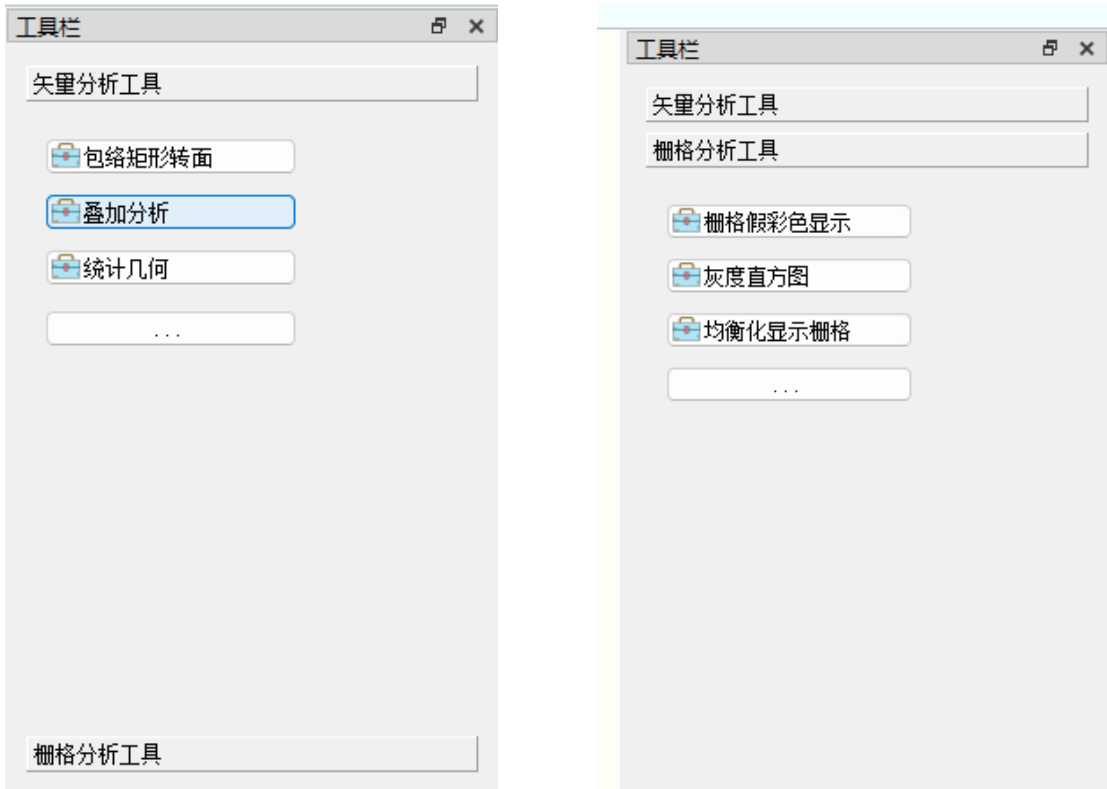 工具栏
矢量分析工具
包络矩形转面
叠加分析
统计几何
...
栅格分析工具
工具栏
矢量分析工具
栅格分析工具
栅格假彩色显示
灰度直方图
均衡化显示栅格
...